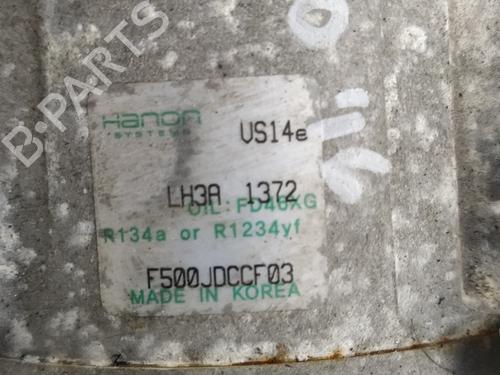 B-PARTS
Hanon
SYSTEMS
VS14e
LH3A 1372
OIL: FD46XG
R134a or R1234yf
F500JDCCF03
MADE IN KOREA